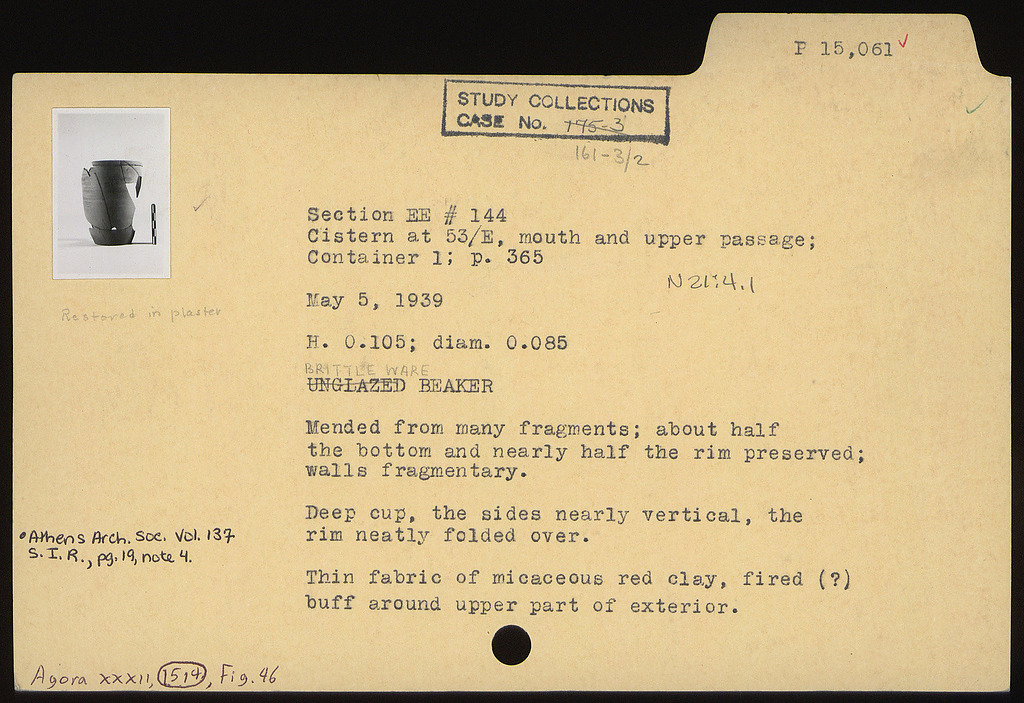 P 15,061
STUDY COLLECTIONS
CASE No. 175-3
161-3/2
Section EE # 144
Cistern at 53/E, mouth and upper passage;
Container 1; p. 365
N 21:4.1
May 5, 1939
Restored in plaster
H. 0.105; diam. 0.085
BRITTLE WARE
UNGLAZED BEAKER
Mended from many fragments; about half
the bottom and nearly half the rim preserved;
walls fragmentary.
Deep cup, the sides nearly vertical, the
rim neatly folded over.
Athens Arch. Soc. Vol. 137
S. I. R., pg. 19, note 4.
Thin fabric of micaceous red clay, fired (?)
buff around upper part of exterior.
Agora XXXII, 1514, Fig. 46